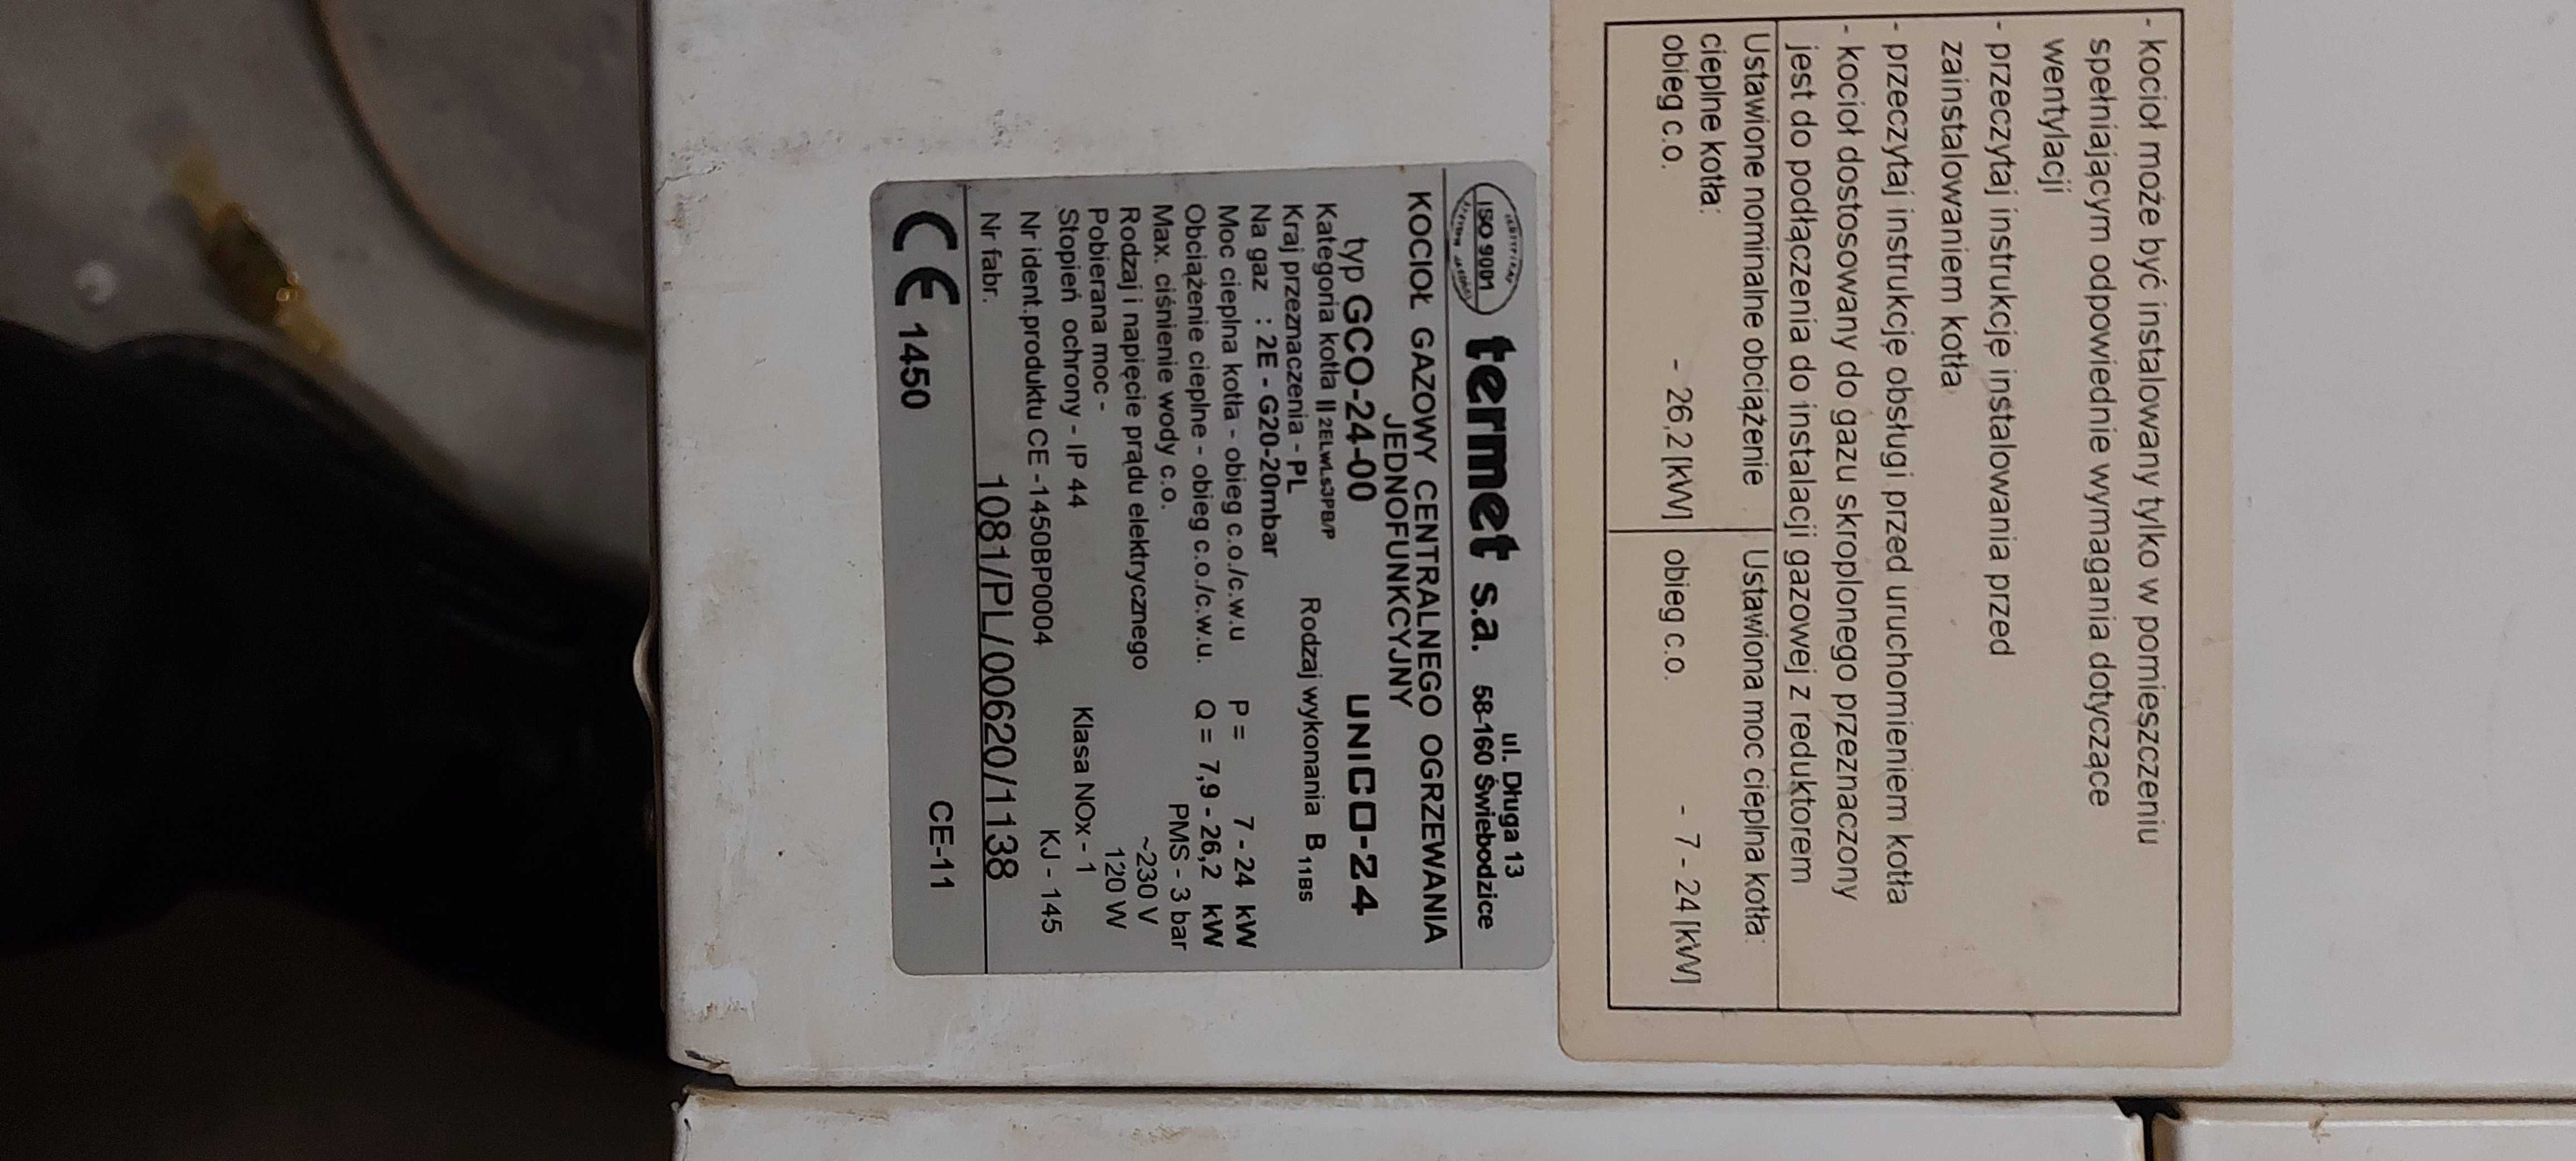 - kocioł może być instalowany tylko w pomieszczeniu
spełniającym odpowiednie wymagania dotyczące
wentylacji
- przeczytaj instrukcję instalowania przed
zainstalowaniem kotła
- przeczytaj instrukcję obsługi przed uruchomieniem kotła
- kocioł dostosowany do gazu skroplonego przeznaczony
jest do podłączenia do instalacji gazowej z reduktorem
Ustawione nominalne obciążenie
cieplne kotła:
obieg c.o. - 26,2 [kW]
Ustawiona moc cieplna kotła:
obieg c.o. - 7 - 24 [kW]
ISO 9001
termet s.a.
ul. Długa 13
58-160 Świebodzice
KOCIOŁ GAZOWY CENTRALNEGO OGRZEWANIA
JEDNOFUNKCYJNY
typ GCO-24-00 UNICO-24
Kategoria kotła II 2ELwLs3PB/P
Kraj przeznaczenia - PL Rodzaj wykonania B11BS
Na gaz : 2E - G20-20mbar
Moc cieplna kotła - obieg c.o./c.w.u P = 7 - 24 kW
Obciążenie cieplne - obieg c.o./c.w.u. Q = 7,9 - 26,2 kW
Max. ciśnienie wody c.o. PMS - 3 bar
Rodzaj i napięcie prądu elektrycznego ~230 V
Pobierana moc - 120 W
Stopień ochrony - IP 44 Klasa NOx - 1
Nr ident.produktu CE -1450BP0004 KJ - 145
Nr fabr. 1081/PL/00620/1138
CE 1450 CE-11